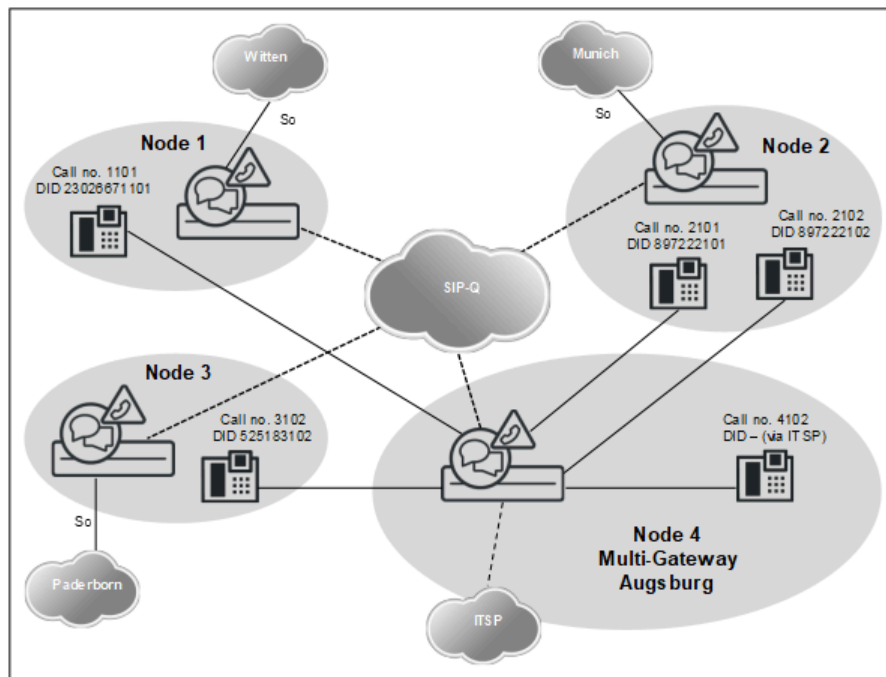 Witten
Munich
So
So
Node 1
Node 2
Call no. 1101
DID 23026671101
Call no. 2102
DID 897222102
Call no. 2101
DID 897222101
SIP-Q
Node 3
Call no. 3102
DID 525183102
Call no. 4102
DID – (via ITSP)
So
Node 4
Multi-Gateway
Augsburg
Paderborn
ITSP